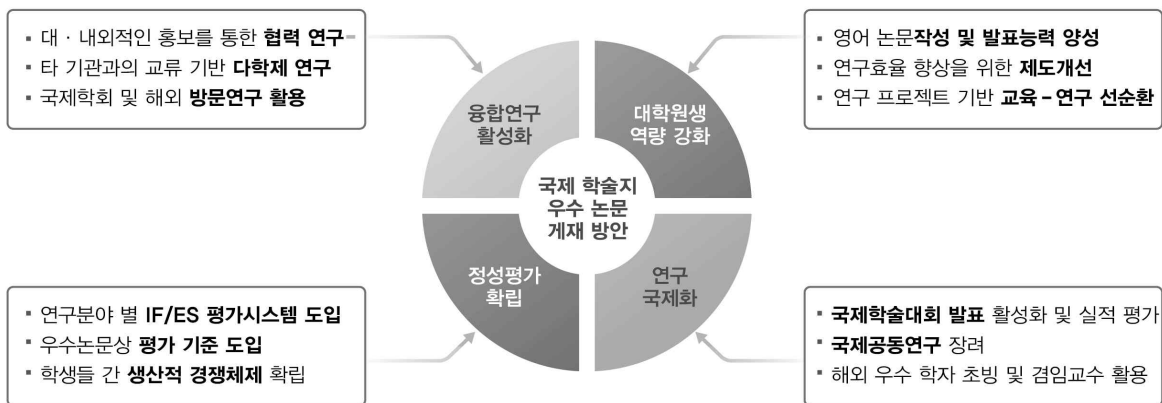 ▪ 대·내외적인 홍보를 통한 협력 연구
▪ 타 기관과의 교류 기반 다학제 연구
▪ 국제학회 및 해외 방문연구 활용
▪ 영어 논문작성 및 발표능력 양성
▪ 연구효율 향상을 위한 제도개선
▪ 연구 프로젝트 기반 교육-연구 선순환
융합연구
활성화
대학원생
역량 강화
국제 학술지
우수 논문
게재 방안
정성평가
확립
연구
국제화
▪ 연구분야 별 IF/ES 평가시스템 도입
▪ 우수논문상 평가 기준 도입
▪ 학생들 간 생산적 경쟁체제 확립
▪ 국제학술대회 발표 활성화 및 실적 평가
▪ 국제공동연구 장려
▪ 해외 우수 학자 초빙 및 겸임교수 활용